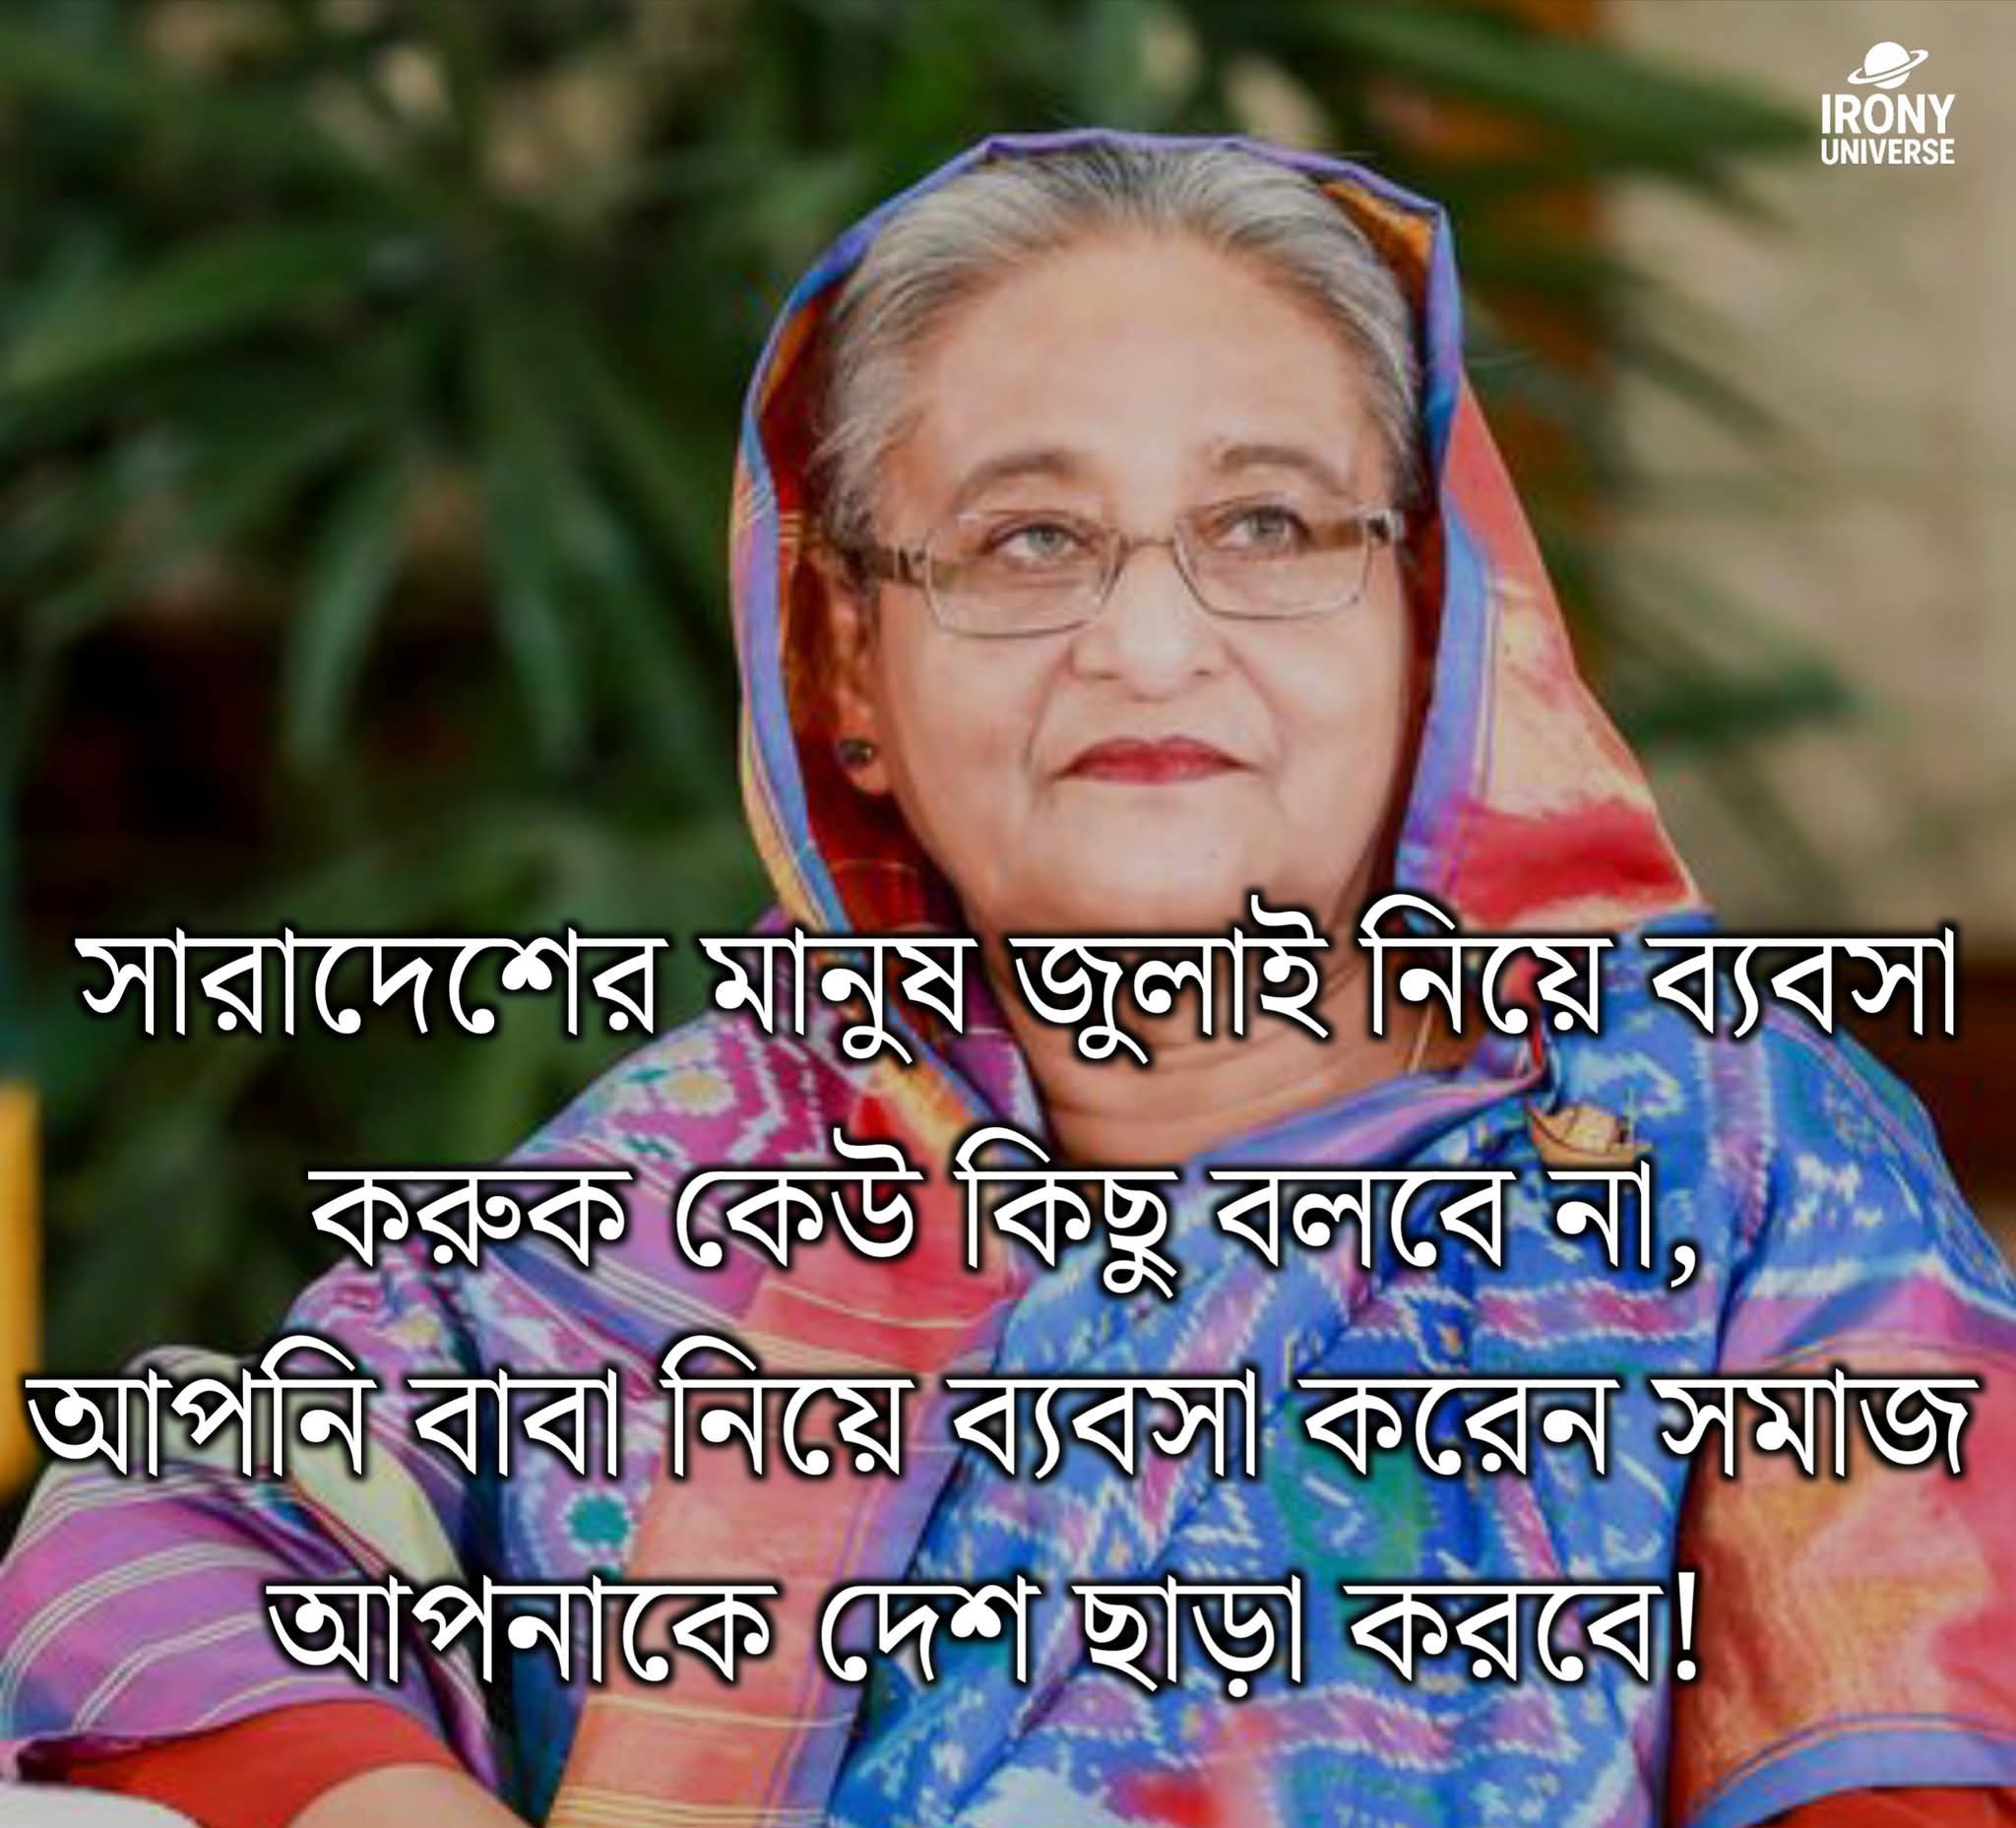 IRONY
UNIVERSE
সারাদেশের মানুষ জুলাই নিয়ে ব্যবসা
করুক কেউ কিছু বলবে না,
আপনি বাবা নিয়ে ব্যবসা করেন সমাজ
আপনাকে দেশ ছাড়া করবে!